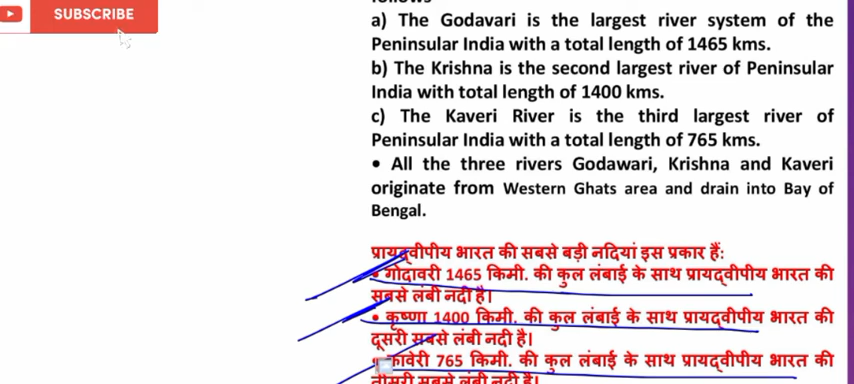 SUBSCRIBE
follows
a) The Godavari is the largest river system of the
Peninsular India with a total length of 1465 kms.
b) The Krishna is the second largest river of Peninsular
India with total length of 1400 kms.
c) The Kaveri River is the third largest river of
Peninsular India with a total length of 765 kms.
• All the three rivers Godawari, Krishna and Kaveri
originate from Western Ghats area and drain into Bay of
Bengal.
प्रायद्वीपीय भारत की सबसे बड़ी नदियां इस प्रकार हैं:
• गोदावरी 1465 किमी. की कुल लंबाई के साथ प्रायद्वीपीय भारत की
सबसे लंबी नदी है।
• कृष्णा 1400 किमी. की कुल लंबाई के साथ प्रायद्वीपीय भारत की
दूसरी सबसे लंबी नदी है।
• कावेरी 765 किमी. की कुल लंबाई के साथ प्रायद्वीपीय भारत की
तीसरी सबसे लंबी नदी है।